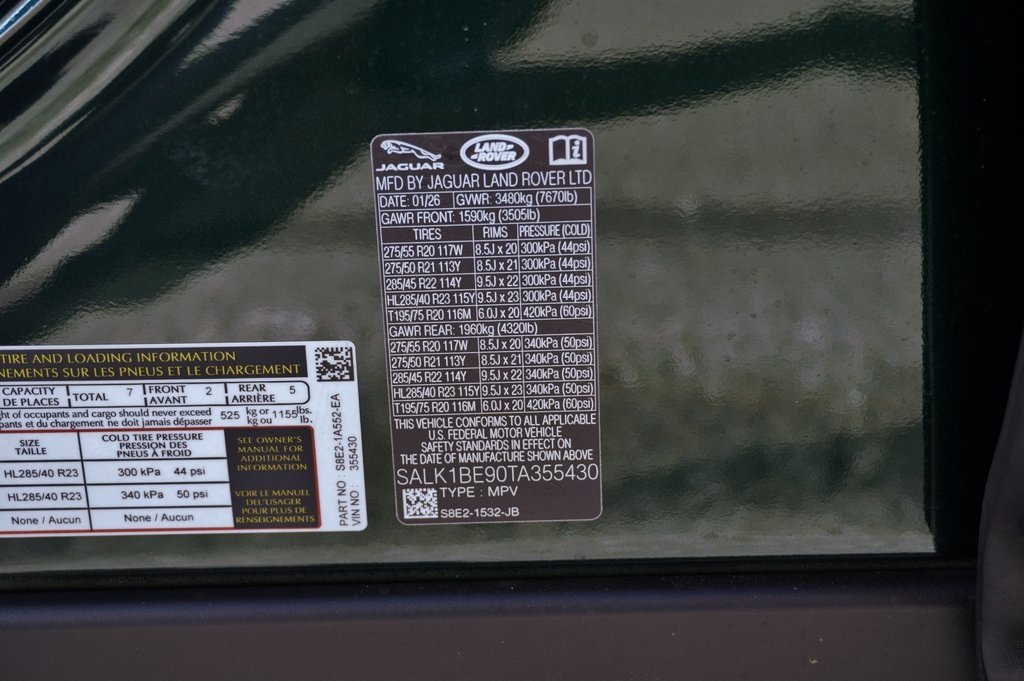 JAGUAR
LAND-
-ROVER
i
MFD BY JAGUAR LAND ROVER LTD
DATE: 01/26 GVWR: 3480kg (7670lb)
GAWR FRONT: 1590kg (3505lb)
TIRES RIMS PRESSURE (COLD)
275/55 R20 117W 8.5J x 20 300kPa (44psi)
275/50 R21 113Y 8.5J x 21 300kPa (44psi)
285/45 R22 114Y 9.5J x 22 300kPa (44psi)
HL285/40 R23 115Y 9.5J x 23 300kPa (44psi)
T195/75 R20 116M 6.0J x 20 420kPa (60psi)
GAWR REAR: 1960kg (4320lb)
275/55 R20 117W 8.5J x 20 340kPa (50psi)
275/50 R21 113Y 8.5J x 21 340kPa (50psi)
285/45 R22 114Y 9.5J x 22 340kPa (50psi)
HL285/40 R23 115Y 9.5J x 23 340kPa (50psi)
T195/75 R20 116M 6.0J x 20 420kPa (60psi)
THIS VEHICLE CONFORMS TO ALL APPLICABLE
U.S. FEDERAL MOTOR VEHICLE
SAFETY STANDARDS IN EFFECT ON
THE DATE OF MANUFACTURE SHOWN ABOVE
SALK1BE90TA355430
TYPE : MPV
S8E2-1532-JB
TIRE AND LOADING INFORMATION
NEMENTS SUR LES PNEUS ET LE CHARGEMENT
CAPACITY TOTAL 7 FRONT 2 REAR 5
DE PLACES AVANT ARRIÈRE
ght of occupants and cargo should never exceed 525 kg or 1155 lbs.
pants et du chargement ne doit jamais dépasser kg ou lb.
SIZE COLD TIRE PRESSURE
TAILLE PRESSION DES
PNEUS À FROID
HL285/40 R23 300 kPa 44 psi
HL285/40 R23 340 kPa 50 psi
None / Aucun None / Aucun
SEE OWNER'S
MANUAL FOR
ADDITIONAL
INFORMATION
VOIR LE MANUEL
DE L'USAGER
POUR PLUS DE
RENSEIGNEMENTS
PART NO : S8E2-1A552-EA
VIN NO : 355430